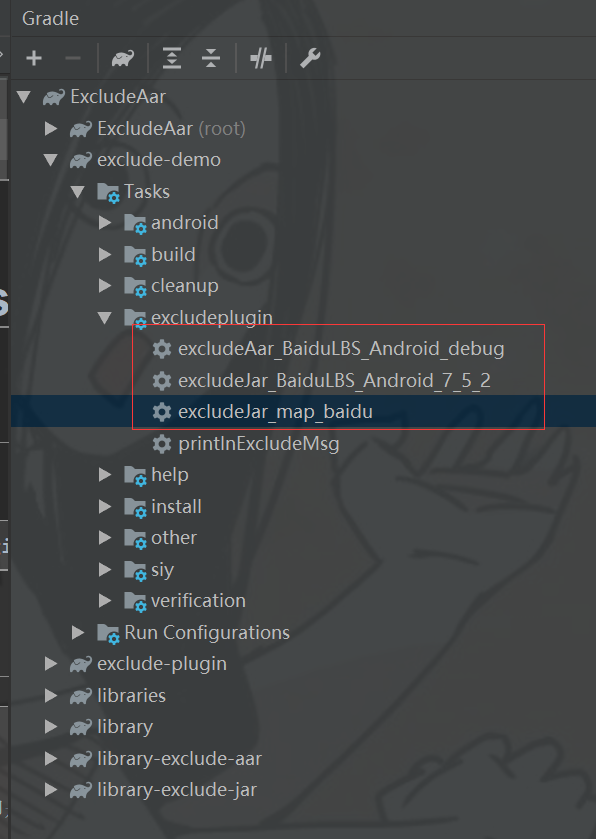 Gradle
ExcludeAar
ExcludeAar (root)
exclude-demo
Tasks
android
build
cleanup
excludeplugin
excludeAar_BaiduLBS_Android_debug
excludeJar_BaiduLBS_Android_7_5_2
excludeJar_map_baidu
printlnExcludeMsg
help
install
other
siy
verification
Run Configurations
exclude-plugin
libraries
library
library-exclude-aar
library-exclude-jar